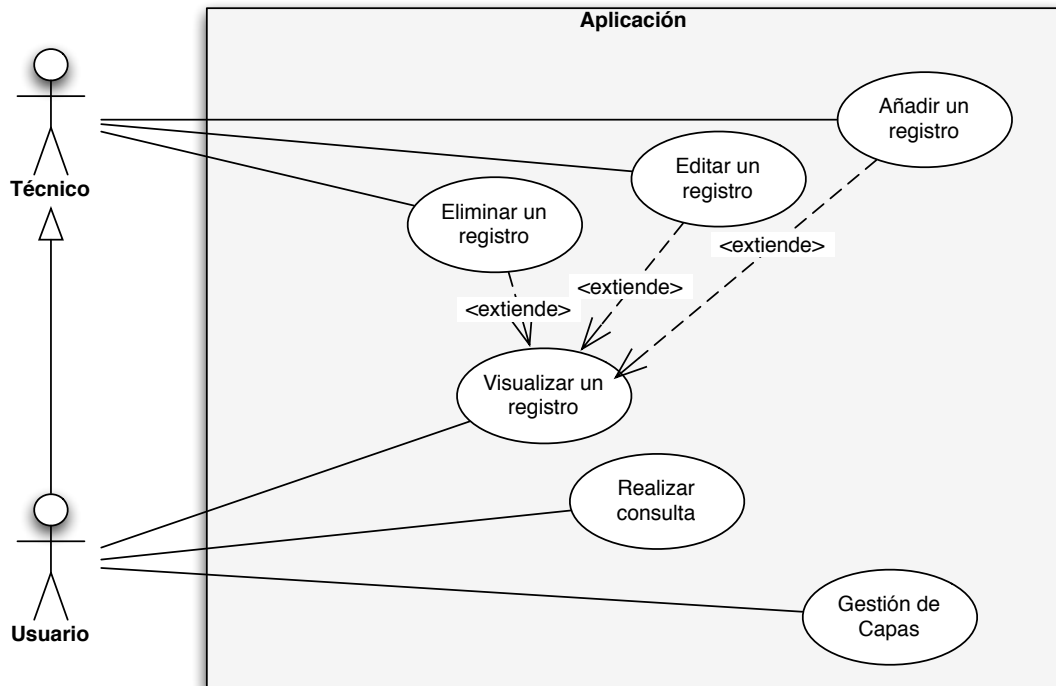 Aplicación
Añadir un
registro
Editar un
registro
Técnico
Eliminar un
registro
<extiende>
<extiende>
<extiende>
Visualizar un
registro
Realizar
consulta
Gestión de
Capas
Usuario